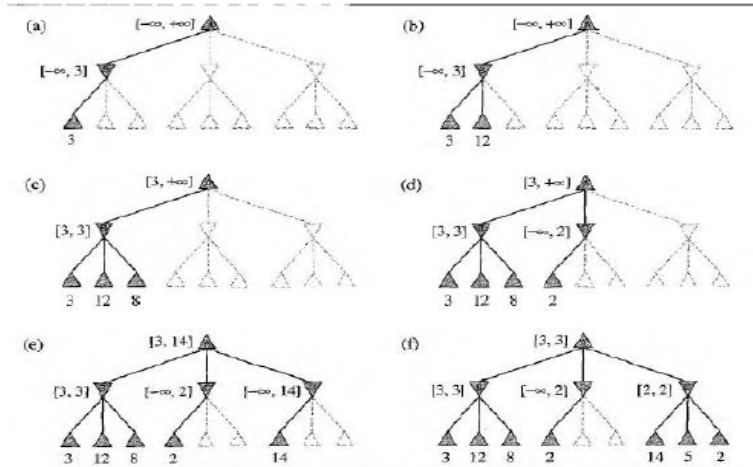 (a) [-∞, +∞] (b) [-∞, +∞]
[-∞, 3] [-∞, 3]
3 3 12
(c) [3, +∞] (d) [3, +∞]
[3, 3] [3, 3] [-∞, 2]
3 12 8 3 12 8 2
(e) [3, 14] (f) [3, 3]
[3, 3] [-∞, 2] [-∞, 14] [3, 3] [-∞, 2] [2, 2]
3 12 8 2 14 3 12 8 2 14 5 2